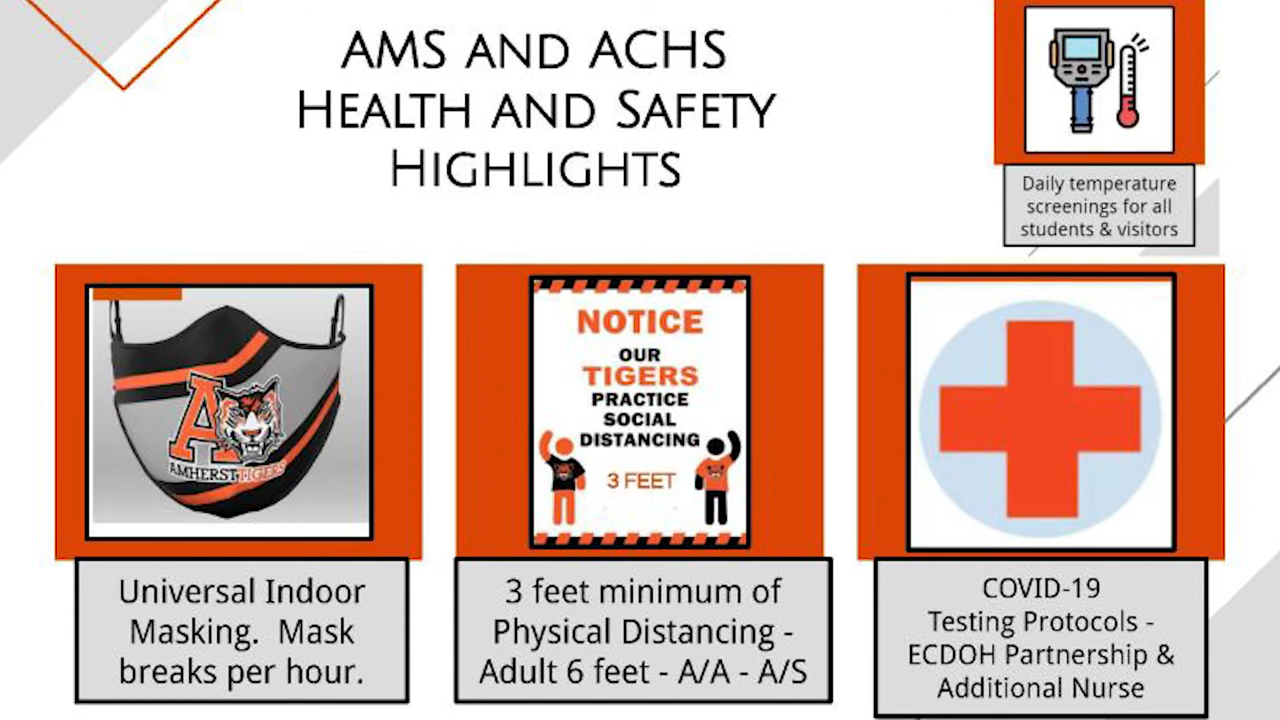 AMS AND ACHS
HEALTH AND SAFETY
HIGHLIGHTS
Daily temperature
screenings for all
students & visitors
A
AMHERST TIGERS
Universal Indoor
Masking. Mask
breaks per hour.
NOTICE
OUR
TIGERS
PRACTICE
SOCIAL
DISTANCING
3 FEET
3 feet minimum of
Physical Distancing -
Adult 6 feet - A/A - A/S
COVID-19
Testing Protocols -
ECDOH Partnership &
Additional Nurse